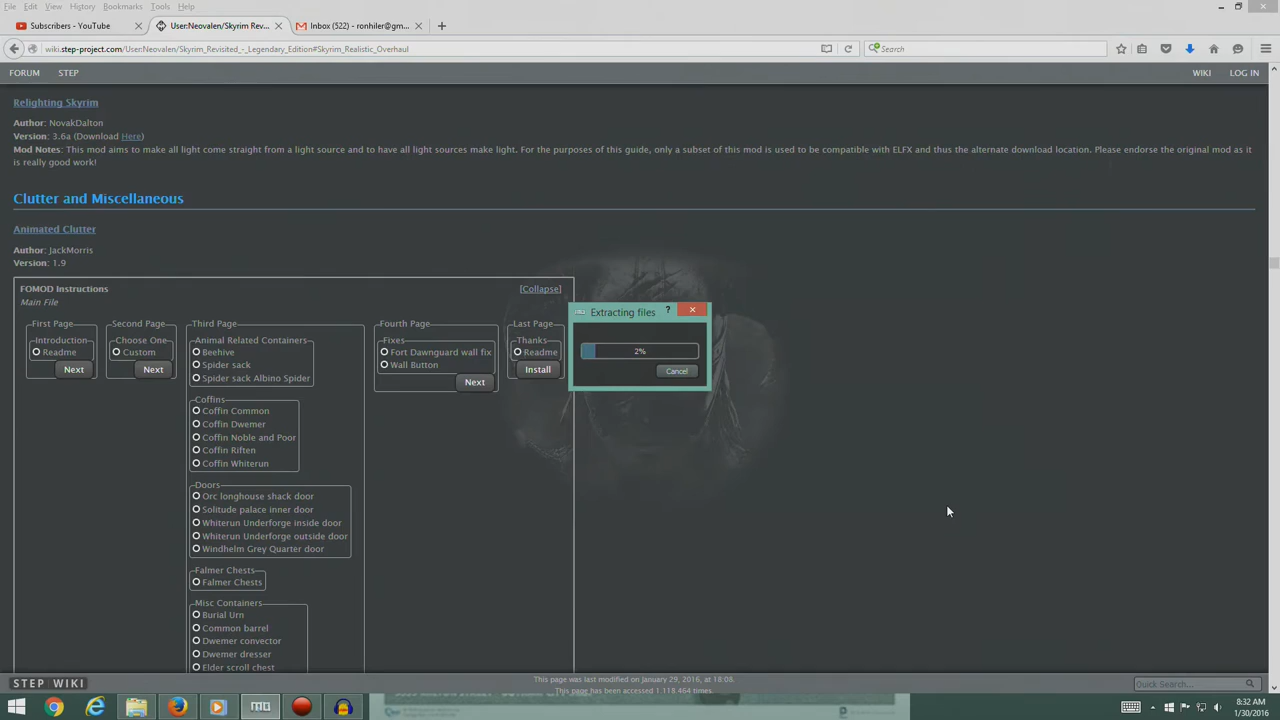 File Edit View History Bookmarks Tools Help
Subscribers - YouTube
User:Neovalen/Skyrim Rev...
Inbox (522) - ronhiler@gm...
wiki.step-project.com/User:Neovalen/Skyrim_Revisited_-_Legendary_Edition#Skyrim_Realistic_Overhaul
Search
FORUM STEP WIKI LOG IN
Relighting Skyrim
Author: NovakDalton
Version: 3.6a (Download Here)
Mod Notes: This mod aims to make all light come straight from a light source and to have all light sources make light. For the purposes of this guide, only a subset of this mod is used to be compatible with ELFX and thus the alternate download location. Please endorse the original mod as it
is really good work!
Clutter and Miscellaneous
Animated Clutter
Author: JackMorris
Version: 1.9
FOMOD Instructions [Collapse]
Main File
First Page
Introduction
Readme
Next
Second Page
Choose One
Custom
Next
Third Page
Animal Related Containers
Beehive
Spider sack
Spider sack Albino Spider
Coffins
Coffin Common
Coffin Dwemer
Coffin Noble and Poor
Coffin Riften
Coffin Whiterun
Doors
Orc longhouse shack door
Solitude palace inner door
Whiterun Underforge inside door
Whiterun Underforge outside door
Windhelm Grey Quarter door
Falmer Chests
Falmer Chests
Misc Containers
Burial Urn
Common barrel
Dwemer convector
Dwemer dresser
Elder scroll chest
Fourth Page
Fixes
Fort Dawnguard wall fix
Wall Button
Next
Last Page
Thanks
Readme
Install
Extracting files
2%
Cancel
This page was last modified on January 29, 2016, at 18:08.
This page has been accessed 1,118,464 times.
STEP WIKI
Quick Search...
8:32 AM
1/30/2016